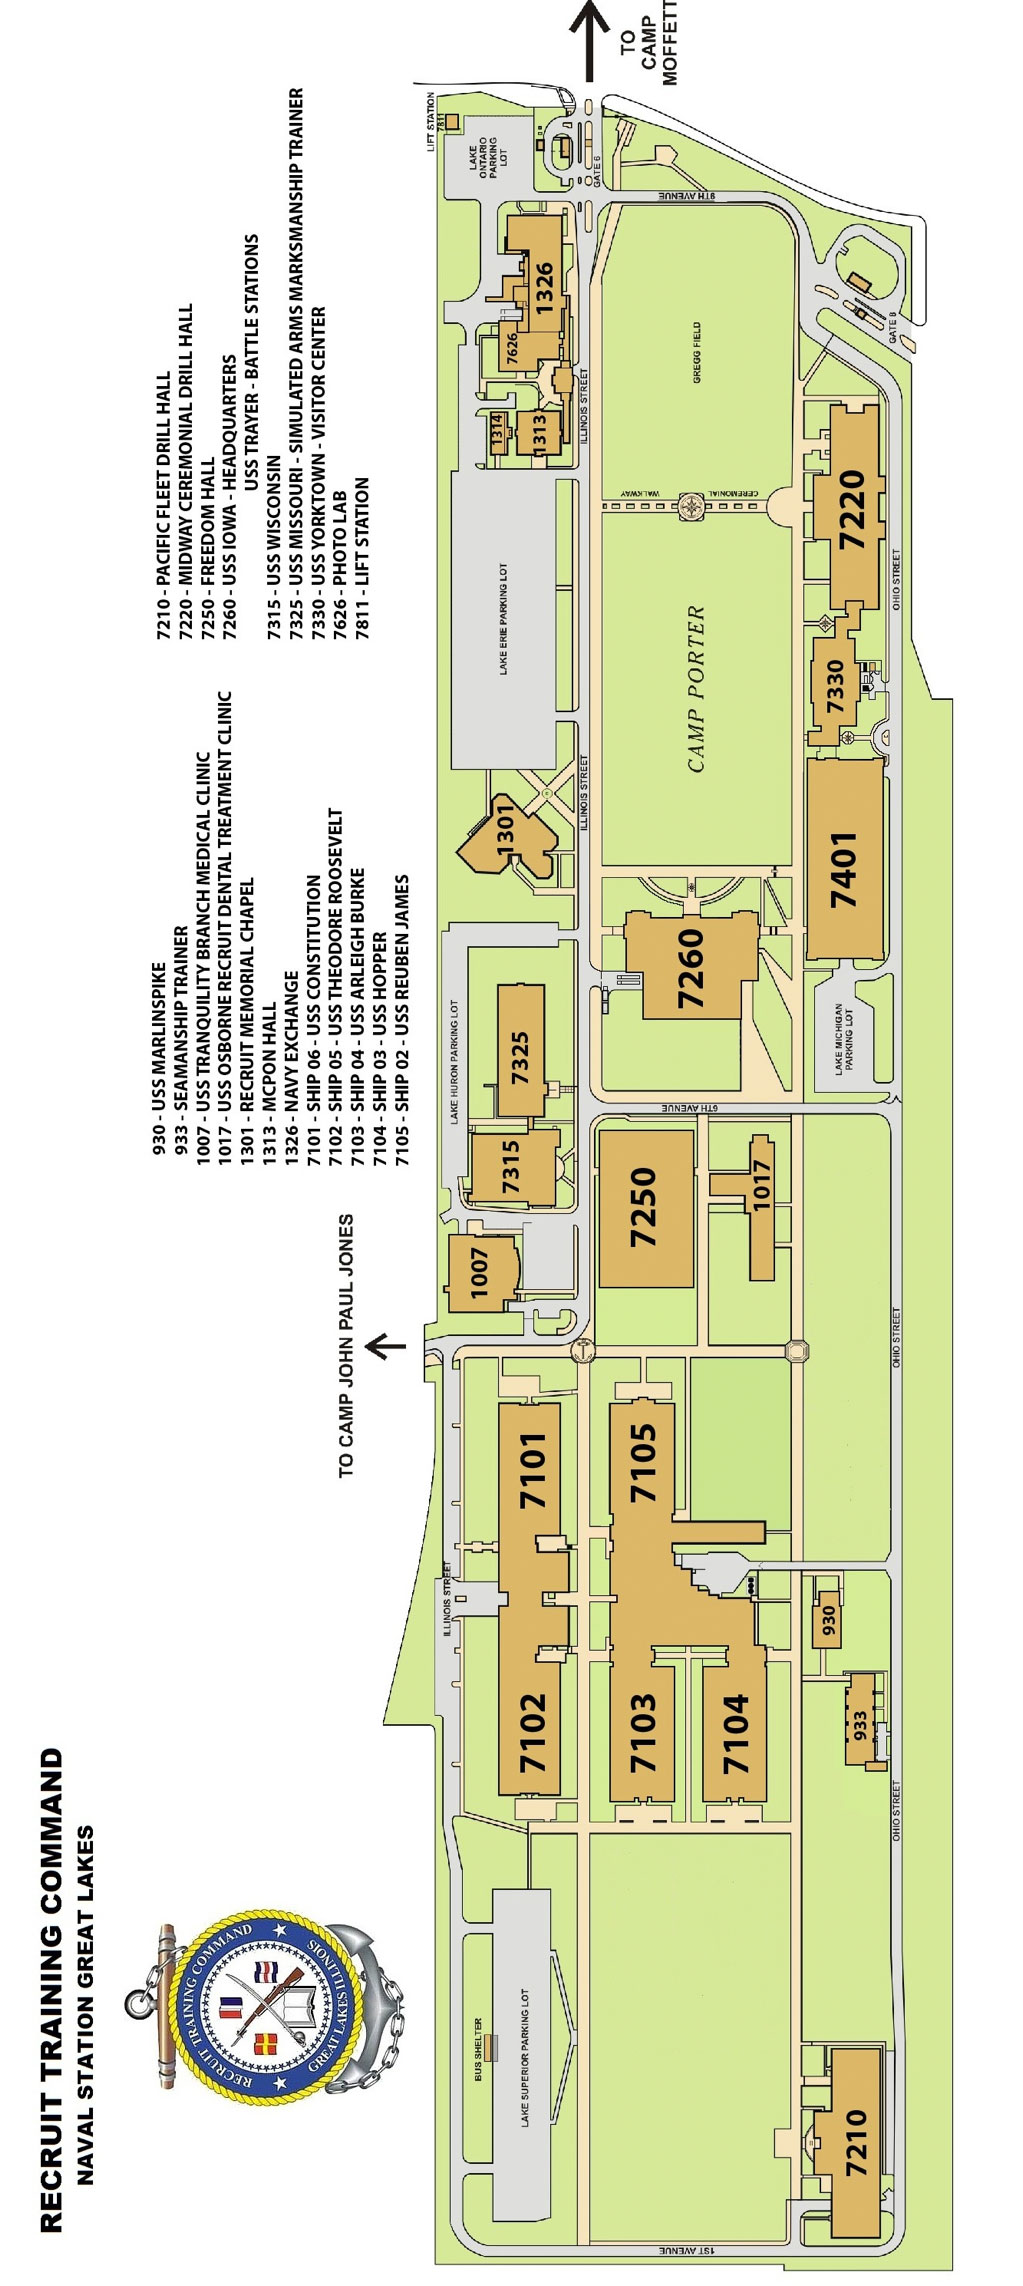 RECRUIT TRAINING COMMAND
NAVAL STATION GREAT LAKES
RECRUIT TRAINING COMMAND
GREAT LAKES ILLINOIS
930 - USS MARLINSPIKE
933 - SEAMANSHIP TRAINER
1007 - USS TRANQUILITY BRANCH MEDICAL CLINIC
1017 - USS OSBORNE RECRUIT DENTAL TREATMENT CLINIC
1301 - RECRUIT MEMORIAL CHAPEL
1313 - MCPON HALL
1326 - NAVY EXCHANGE
7101 - SHIP 06 - USS CONSTITUTION
7102 - SHIP 05 - USS THEODORE ROOSEVELT
7103 - SHIP 04 - USS ARLEIGH BURKE
7104 - SHIP 03 - USS HOPPER
7105 - SHIP 02 - USS REUBEN JAMES
7210 - PACIFIC FLEET DRILL HALL
7220 - MIDWAY CEREMONIAL DRILL HALL
7250 - FREEDOM HALL
7260 - USS IOWA - HEADQUARTERS
USS TRAYER - BATTLE STATIONS
7315 - USS WISCONSIN
7325 - USS MISSOURI - SIMULATED ARMS MARKSMANSHIP TRAINER
7330 - USS YORKTOWN - VISITOR CENTER
7626 - PHOTO LAB
7811 - LIFT STATION
TO CAMP JOHN PAUL JONES
TO
CAMP
MOFFETT
LIFT STATION
7811
LAKE
ONTARIO
PARKING
LOT
GATE 6
9TH AVENUE
GATE 8
1326
7626
1314
1313
ILLINOIS STREET
GREGG FIELD
CEREMONIAL
WALKWAY
7220
OHIO STREET
LAKE ERIE PARKING LOT
CAMP PORTER
7330
1301
ILLINOIS STREET
7401
7260
LAKE HURON PARKING LOT
7325
LAKE MICHIGAN
PARKING LOT
6TH AVENUE
7315
7250
1017
1007
OHIO STREET
7101
7105
ILLINOIS STREET
930
7102
7103
7104
933
OHIO STREET
BUS SHELTER
LAKE SUPERIOR PARKING LOT
7210
1ST AVENUE